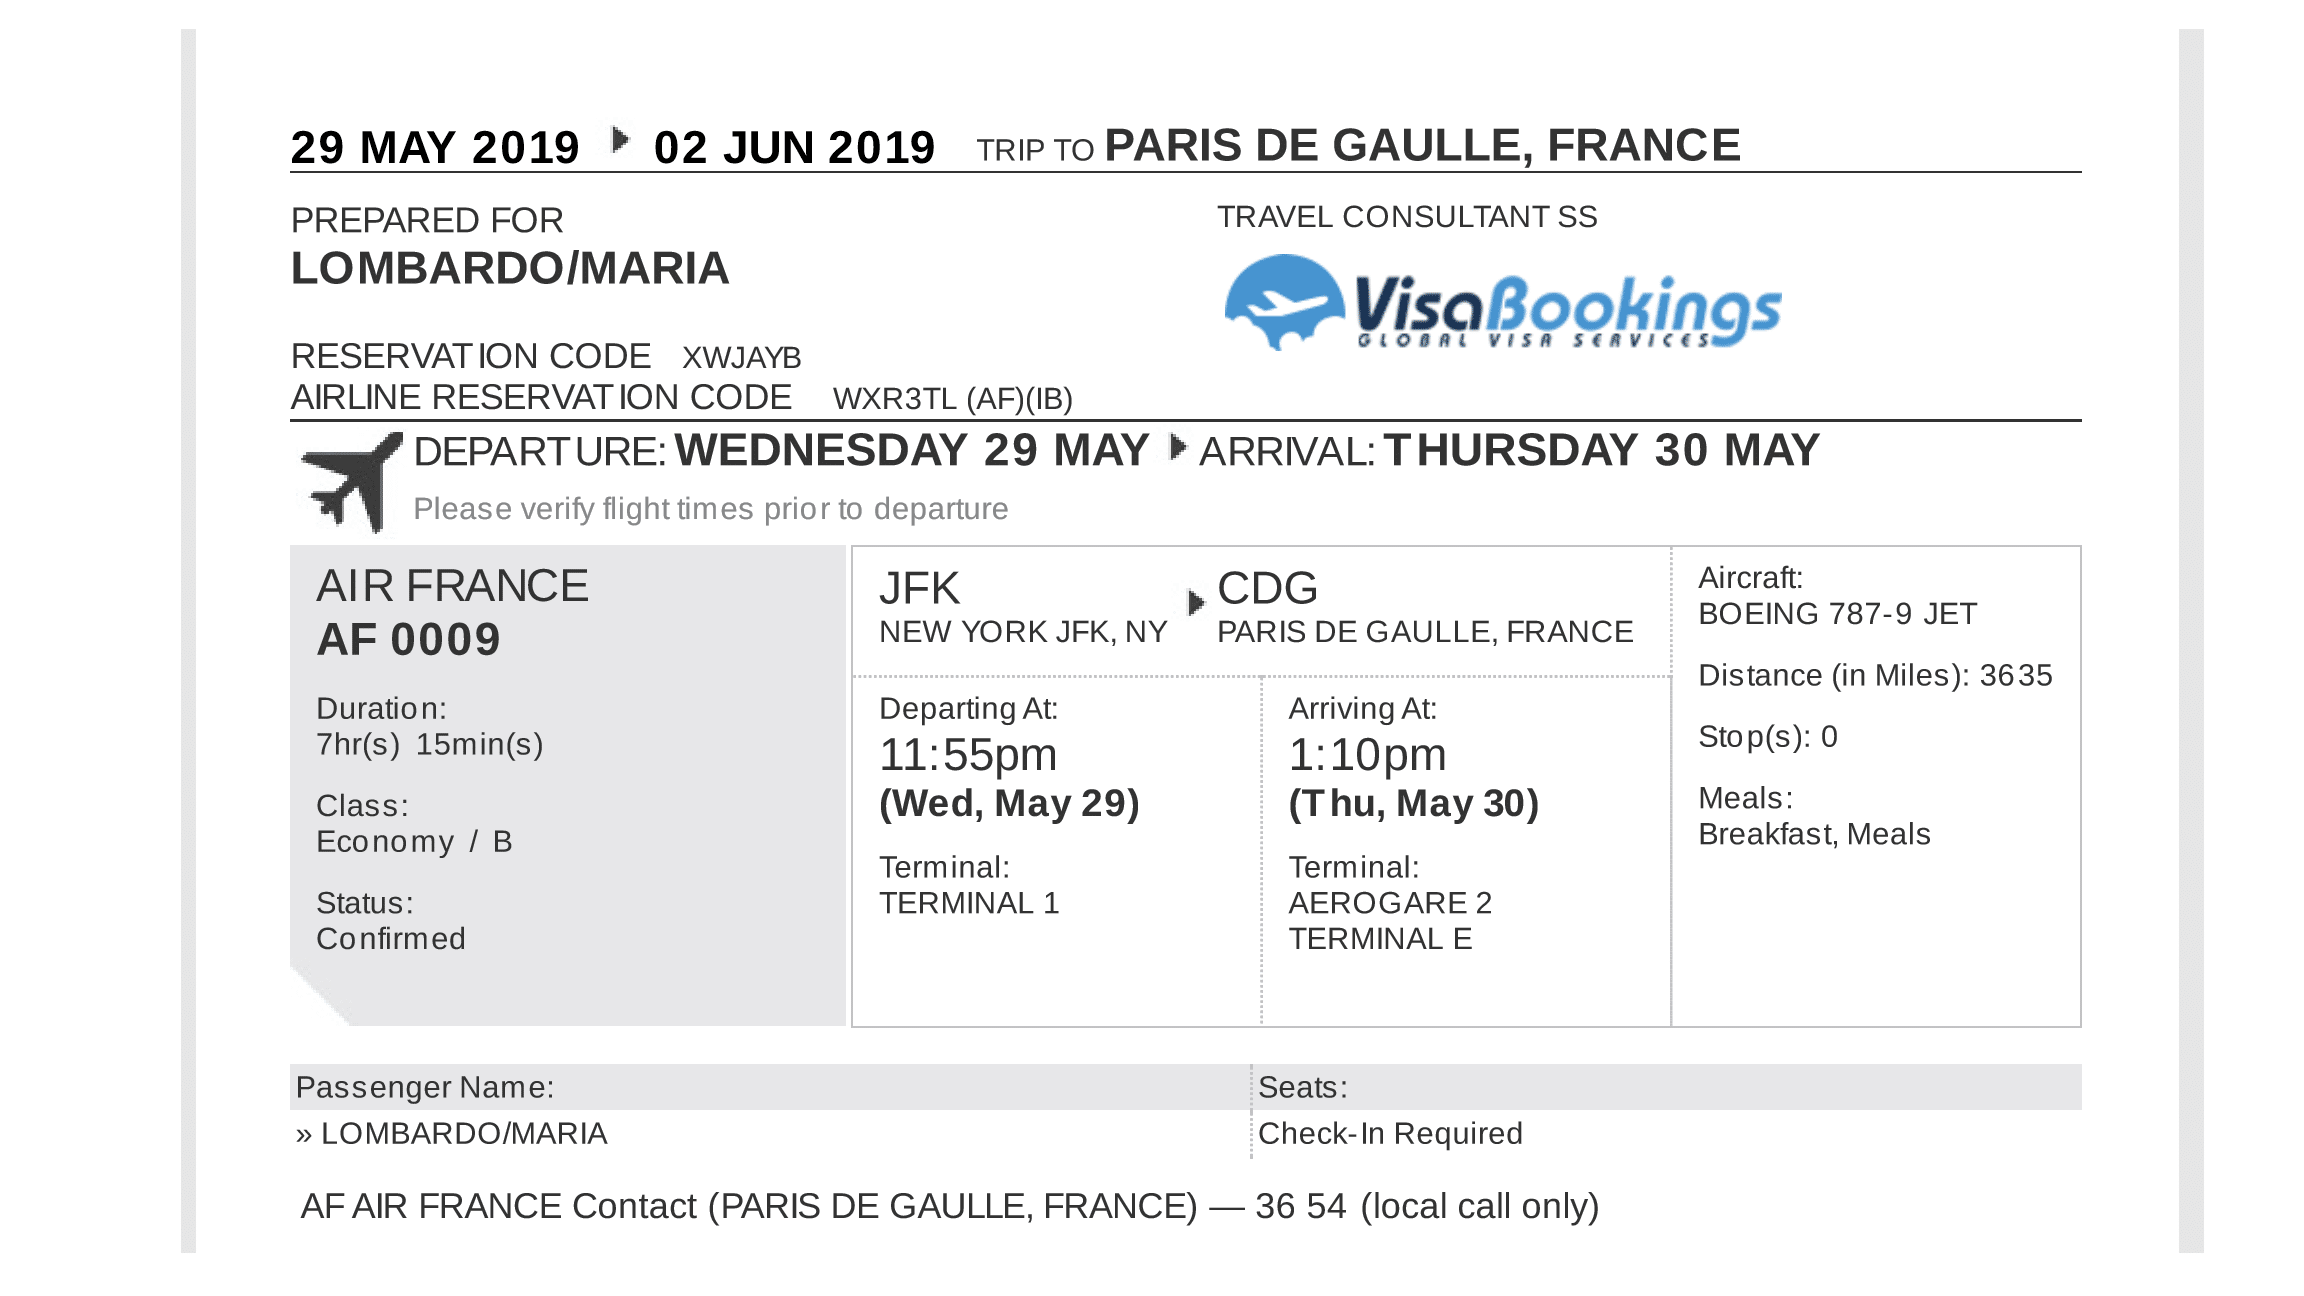 29 MAY 2019 02 JUN 2019 TRIP TO PARIS DE GAULLE, FRANCE
PREPARED FOR
LOMBARDO/MARIA
TRAVEL CONSULTANT SS
VisaBookings
GLOBAL VISA SERVICES
RESERVATION CODE XWJAYB
AIRLINE RESERVATION CODE WXR3TL (AF)(IB)
DEPARTURE: WEDNESDAY 29 MAY ARRIVAL: THURSDAY 30 MAY
Please verify flight times prior to departure
AIR FRANCE
AF 0009
Duration:
7hr(s) 15min(s)
Class:
Economy / B
Status:
Confirmed
JFK
NEW YORK JFK, NY
CDG
PARIS DE GAULLE, FRANCE
Departing At:
11:55pm
(Wed, May 29)
Terminal:
TERMINAL 1
Arriving At:
1:10pm
(Thu, May 30)
Terminal:
AEROGARE 2
TERMINAL E
Aircraft:
BOEING 787-9 JET
Distance (in Miles): 3635
Stop(s): 0
Meals:
Breakfast, Meals
Passenger Name: Seats:
» LOMBARDO/MARIA Check-In Required
AF AIR FRANCE Contact (PARIS DE GAULLE, FRANCE) — 36 54 (local call only)